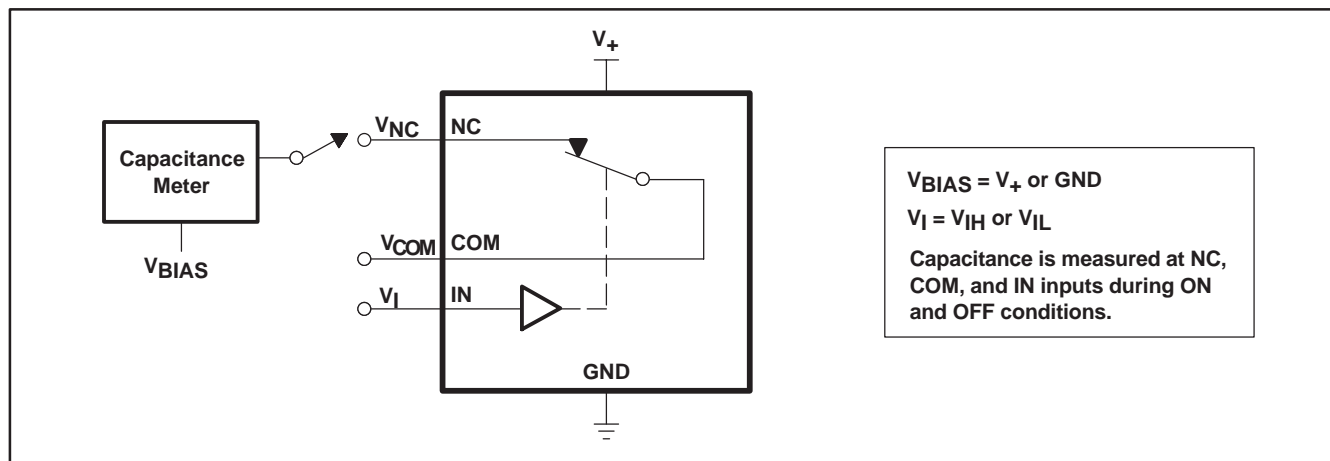 V+
Capacitance
Meter
VBIAS
VNC
NC
VCOM
COM
VI
IN
GND
VBIAS = V+ or GND
VI = VIH or VIL
Capacitance is measured at NC,
COM, and IN inputs during ON
and OFF conditions.